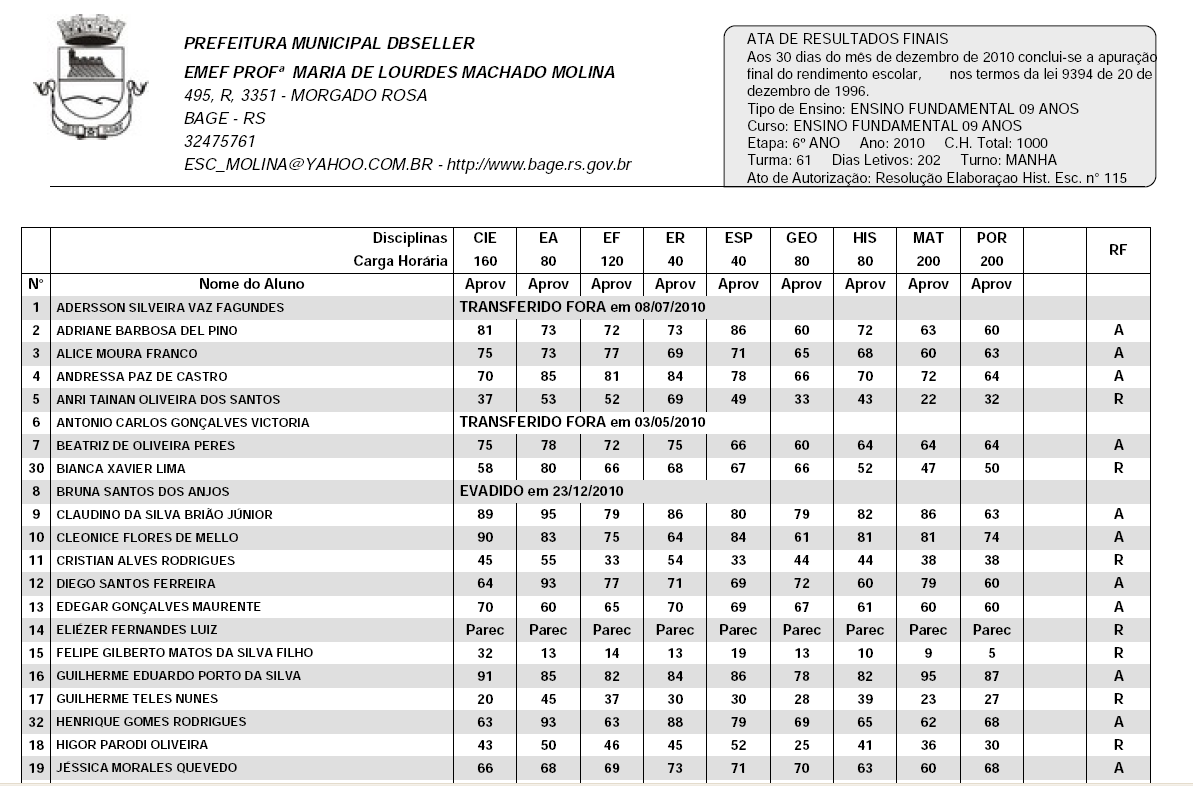 PREFEITURA MUNICIPAL DBSELLER
EMEF PROFª MARIA DE LOURDES MACHADO MOLINA
495, R, 3351 - MORGADO ROSA
BAGE - RS
32475761
ESC_MOLINA@YAHOO.COM.BR - http://www.bage.rs.gov.br
ATA DE RESULTADOS FINAIS
Aos 30 dias do mês de dezembro de 2010 conclui-se a apuração
final do rendimento escolar, nos termos da lei 9394 de 20 de
dezembro de 1996.
Tipo de Ensino: ENSINO FUNDAMENTAL 09 ANOS
Curso: ENSINO FUNDAMENTAL 09 ANOS
Etapa: 6º ANO Ano: 2010 C.H. Total: 1000
Turma: 61 Dias Letivos: 202 Turno: MANHA
Ato de Autorização: Resolução Elaboraçao Hist. Esc. n° 115
Disciplinas CIE EA EF ER ESP GEO HIS MAT POR RF
Carga Horária 160 80 120 40 40 80 80 200 200
N° Nome do Aluno Aprov Aprov Aprov Aprov Aprov Aprov Aprov Aprov Aprov
1 ADERSSON SILVEIRA VAZ FAGUNDES TRANSFERIDO FORA em 08/07/2010
2 ADRIANE BARBOSA DEL PINO 81 73 72 73 86 60 72 63 60 A
3 ALICE MOURA FRANCO 75 73 77 69 71 65 68 60 63 A
4 ANDRESSA PAZ DE CASTRO 70 85 81 84 78 66 70 72 64 A
5 ANRI TAINAN OLIVEIRA DOS SANTOS 37 53 52 69 49 33 43 22 32 R
6 ANTONIO CARLOS GONÇALVES VICTORIA TRANSFERIDO FORA em 03/05/2010
7 BEATRIZ DE OLIVEIRA PERES 75 78 72 75 66 60 64 64 64 A
30 BIANCA XAVIER LIMA 58 80 66 68 67 66 52 47 50 R
8 BRUNA SANTOS DOS ANJOS EVADIDO em 23/12/2010
9 CLAUDINO DA SILVA BRIÃO JÚNIOR 89 95 79 86 80 79 82 86 63 A
10 CLEONICE FLORES DE MELLO 90 83 75 64 84 61 81 81 74 A
11 CRISTIAN ALVES RODRIGUES 45 55 33 54 33 44 44 38 38 R
12 DIEGO SANTOS FERREIRA 64 93 77 71 69 72 60 79 60 A
13 EDEGAR GONÇALVES MAURENTE 70 60 65 70 69 67 61 60 60 A
14 ELIÉZER FERNANDES LUIZ Parec Parec Parec Parec Parec Parec Parec Parec Parec R
15 FELIPE GILBERTO MATOS DA SILVA FILHO 32 13 14 13 19 13 10 9 5 R
16 GUILHERME EDUARDO PORTO DA SILVA 91 85 82 84 86 78 82 95 87 A
17 GUILHERME TELES NUNES 20 45 37 30 30 28 39 23 27 R
32 HENRIQUE GOMES RODRIGUES 63 93 63 88 79 69 65 62 68 A
18 HIGOR PARODI OLIVEIRA 43 50 46 45 52 25 41 36 30 R
19 JÉSSICA MORALES QUEVEDO 66 68 69 73 71 70 63 60 68 A